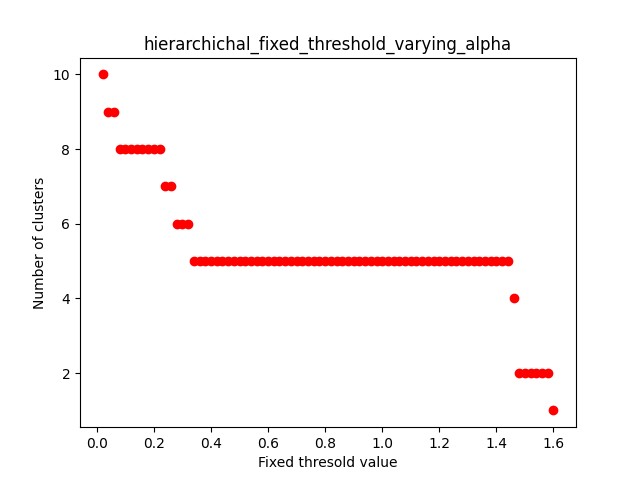 hierarchichal_fixed_threshold_varying_alpha
10
8
6
4
2
Number of clusters
0.0 0.2 0.4 0.6 0.8 1.0 1.2 1.4 1.6
Fixed thresold value